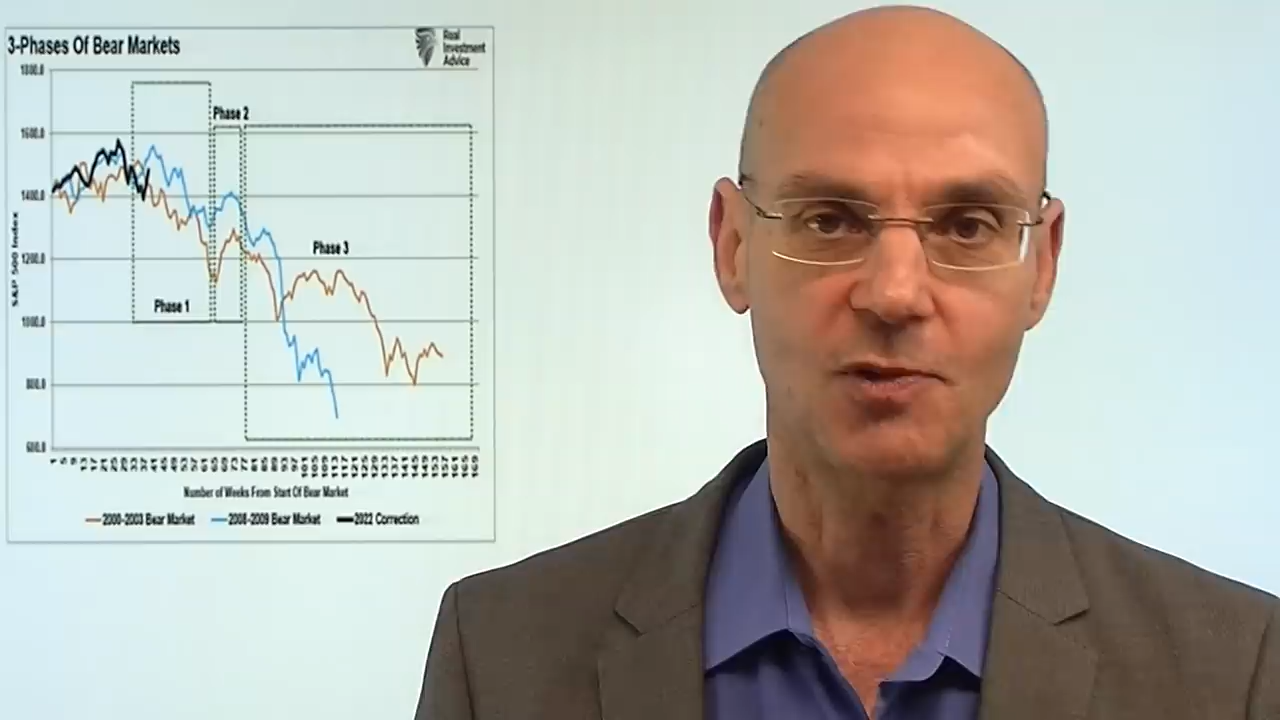 3-Phases Of Bear Markets
Real
Investment
Advice
1800.0
1600.0
1400.0
1200.0
1000.0
800.0
600.0
S&P 500 Index
Phase 1
Phase 2
Phase 3
Number of Weeks From Start Of Bear Market
2000-2003 Bear Market
2008-2009 Bear Market
2022 Correction